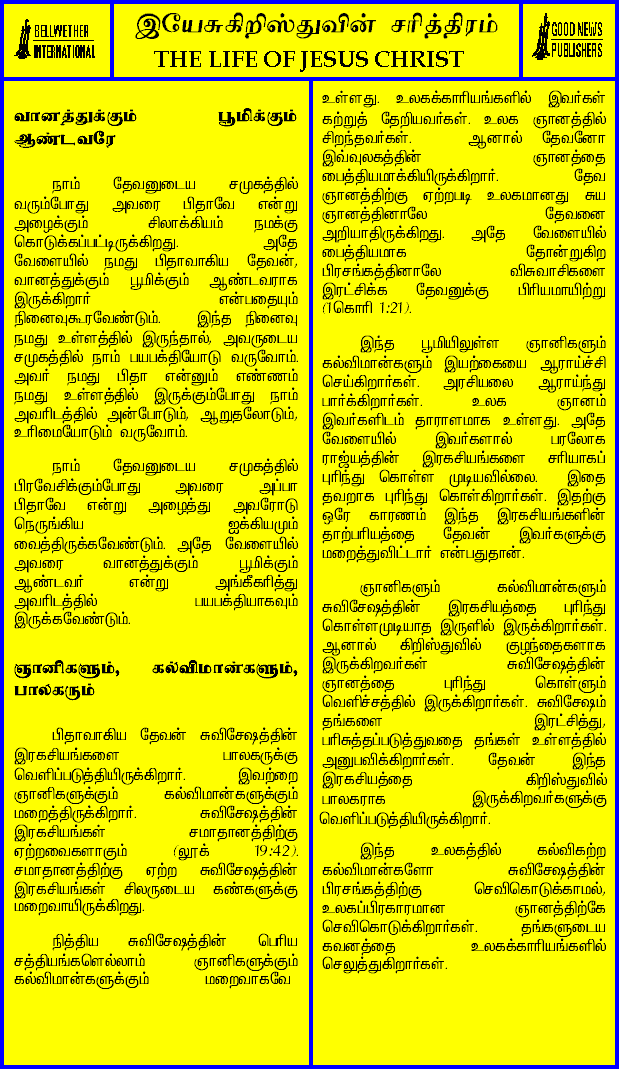 BELLWETHER
INTERNATIONAL
இயேசுகிறிஸ்துவின் சரித்திரம்
THE LIFE OF JESUS CHRIST
GOOD NEWS
PUBLISHERS
வானத்துக்கும் பூமிக்கும்
ஆண்டவரே
நாம் தேவனுடைய சமுகத்தில்
வரும்போது அவரை பிதாவே என்று
அழைக்கும் சிலாக்கியம் நமக்கு
கொடுக்கப்பட்டிருக்கிறது. அதே
வேளையில் நமது பிதாவாகிய தேவன்,
வானத்துக்கும் பூமிக்கும் ஆண்டவராக
இருக்கிறார் என்பதையும்
நினைவுகூரவேண்டும். இந்த நினைவு
நமது உள்ளத்தில் இருந்தால், அவருடைய
சமுகத்தில் நாம் பயபக்தியோடு வருவோம்.
அவர் நமது பிதா என்னும் எண்ணம்
நமது உள்ளத்தில் இருக்கும்போது நாம்
அவரிடத்தில் அன்போடும், ஆறுதலோடும்,
உரிமையோடும் வருவோம்.
நாம் தேவனுடைய சமுகத்தில்
பிரவேசிக்கும்போது அவரை அப்பா
பிதாவே என்று அழைத்து அவரோடு
நெருங்கிய ஐக்கியமும்
வைத்திருக்கவேண்டும். அதே வேளையில்
அவரை வானத்துக்கும் பூமிக்கும்
ஆண்டவர் என்று அங்கீகரித்து
அவரிடத்தில் பயபக்தியாகவும்
இருக்கவேண்டும்.
ஞானிகளும், கல்விமான்களும்,
பாலகரும்
பிதாவாகிய தேவன் சுவிசேஷத்தின்
இரகசியங்களை பாலகருக்கு
வெளிப்படுத்தியிருக்கிறார். இவற்றை
ஞானிகளுக்கும் கல்விமான்களுக்கும்
மறைத்திருக்கிறார். சுவிசேஷத்தின்
இரகசியங்கள் சமாதானத்திற்கு
ஏற்றவைகளாகும் (லூக் 19:42).
சமாதானத்திற்கு ஏற்ற சுவிசேஷத்தின்
இரகசியங்கள் சிலருடைய கண்களுக்கு
மறைவாயிருக்கிறது.
நித்திய சுவிசேஷத்தின் பெரிய
சத்தியங்களெல்லாம் ஞானிகளுக்கும்
கல்விமான்களுக்கும் மறைவாகவே
உள்ளது. உலகக்காரியங்களில் இவர்கள்
கற்றுத் தேறியவர்கள். உலக ஞானத்தில்
சிறந்தவர்கள். ஆனால் தேவனோ
இவ்வுலகத்தின் ஞானத்தை
பைத்தியமாக்கியிருக்கிறார். தேவ
ஞானத்திற்கு ஏற்றபடி உலகமானது சுய
ஞானத்தினாலே தேவனை
அறியாதிருக்கிறது. அதே வேளையில்
பைத்தியமாக தோன்றுகிற
பிரசங்கத்தினாலே விசுவாசிகளை
இரட்சிக்க தேவனுக்கு பிரியமாயிற்று
(1கொரி 1:21).
இந்த பூமியிலுள்ள ஞானிகளும்
கல்விமான்களும் இயற்கையை ஆராய்ச்சி
செய்கிறார்கள். அரசியலை ஆராய்ந்து
பார்க்கிறார்கள். உலக ஞானம்
இவர்களிடம் தாராளமாக உள்ளது. அதே
வேளையில் இவர்களால் பரலோக
ராஜ்யத்தின் இரகசியங்களை சரியாகப்
புரிந்து கொள்ள முடியவில்லை. இதை
தவறாக புரிந்து கொள்கிறார்கள். இதற்கு
ஒரே காரணம் இந்த இரகசியங்களின்
தாற்பரியத்தை தேவன் இவர்களுக்கு
மறைத்துவிட்டார் என்பதுதான்.
ஞானிகளும் கல்விமான்களும்
சுவிசேஷத்தின் இரகசியத்தை புரிந்து
கொள்ளமுடியாத இருளில் இருக்கிறார்கள்.
ஆனால் கிறிஸ்துவில் குழந்தைகளாக
இருக்கிறவர்கள் சுவிசேஷத்தின்
ஞானத்தை புரிந்து கொள்ளும்
வெளிச்சத்தில் இருக்கிறார்கள். சுவிசேஷம்
தங்களை இரட்சித்து,
பரிசுத்தப்படுத்துவதை தங்கள் உள்ளத்தில்
அனுபவிக்கிறார்கள். தேவன் இந்த
இரகசியத்தை கிறிஸ்துவில்
பாலகராக இருக்கிறவர்களுக்கு
வெளிப்படுத்தியிருக்கிறார்.
இந்த உலகத்தில் கல்விகற்ற
கல்விமான்களோ சுவிசேஷத்தின்
பிரசங்கத்திற்கு செவிகொடுக்காமல்,
உலகப்பிரகாரமான ஞானத்திற்கே
செவிகொடுக்கிறார்கள். தங்களுடைய
கவனத்தை உலகக்காரியங்களில்
செலுத்துகிறார்கள்.